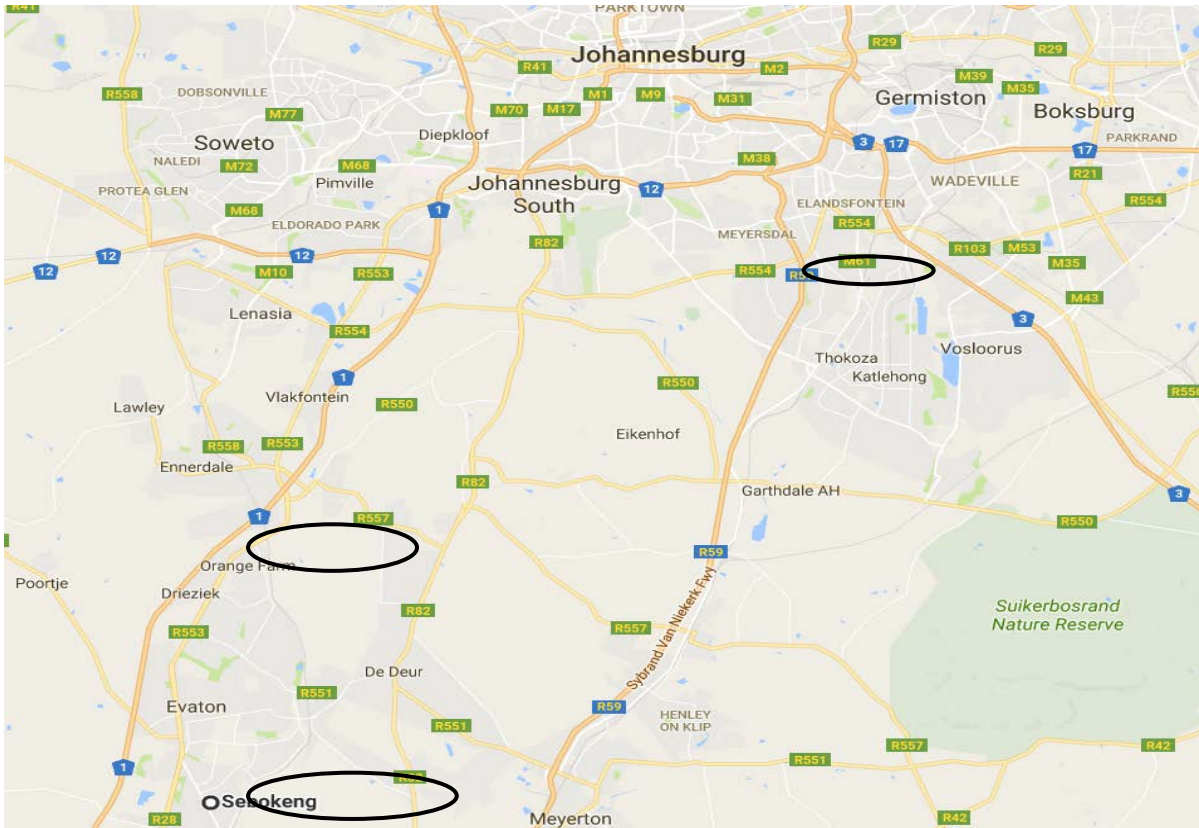 R41
PARKTOWN
Johannesburg
R29
R29
R41
M2
M39
R558
DOBSONVILLE
M1
M9
M31
Germiston
M35
M70
M17
Boksburg
M77
Diepkloof
Soweto
3
17
PARKRAND
NALEDI
M72
M68
M38
17
Pimville
Johannesburg
South
12
R21
WADEVILLE
PROTEA GLEN
M68
1
ELANDSFONTEIN
R554
ELDORADO PARK
R554
MEYERSDAL
R82
R103
M53
12
12
M61
M35
12
M10
R553
R554
M43
Lenasia
R554
3
Vosloorus
Thokoza
Katlehong
1
R550
Vlakfontein
R550
Lawley
Eikenhof
R558
R553
Ennerdale
R82
Garthdale AH
3
1
R557
R550
R59
Orange Farm
Poortje
Drieziek
Suikerbosrand
Nature Reserve
R82
R557
R553
Sybrand Van Niekerk Fwy
De Deur
R551
Evaton
R59
HENLEY
ON KLIP
R551
R557
R42
1
R551
Sebokeng
R28
Meyerton
R42